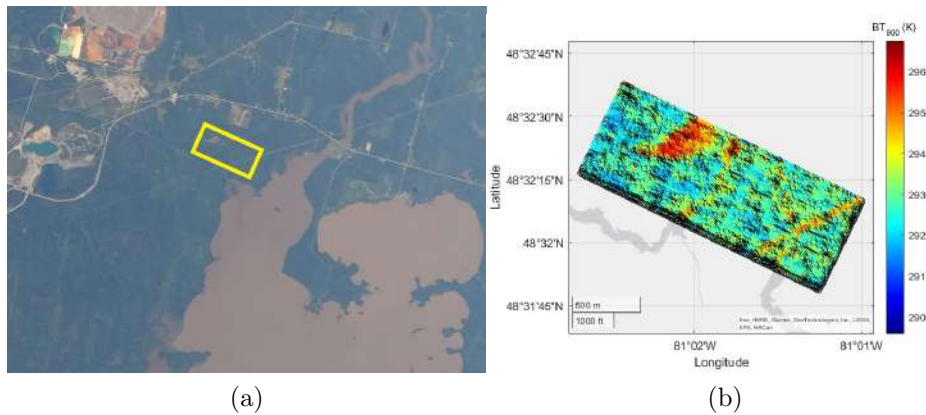 BT900 (K)
48°32'45"N
48°32'30"N
48°32'15"N
48°32'N
48°31'45"N
Latitude
296
295
294
293
292
291
290
500 m
1000 ft
81°02'W
81°01'W
Longitude
(a)
(b)